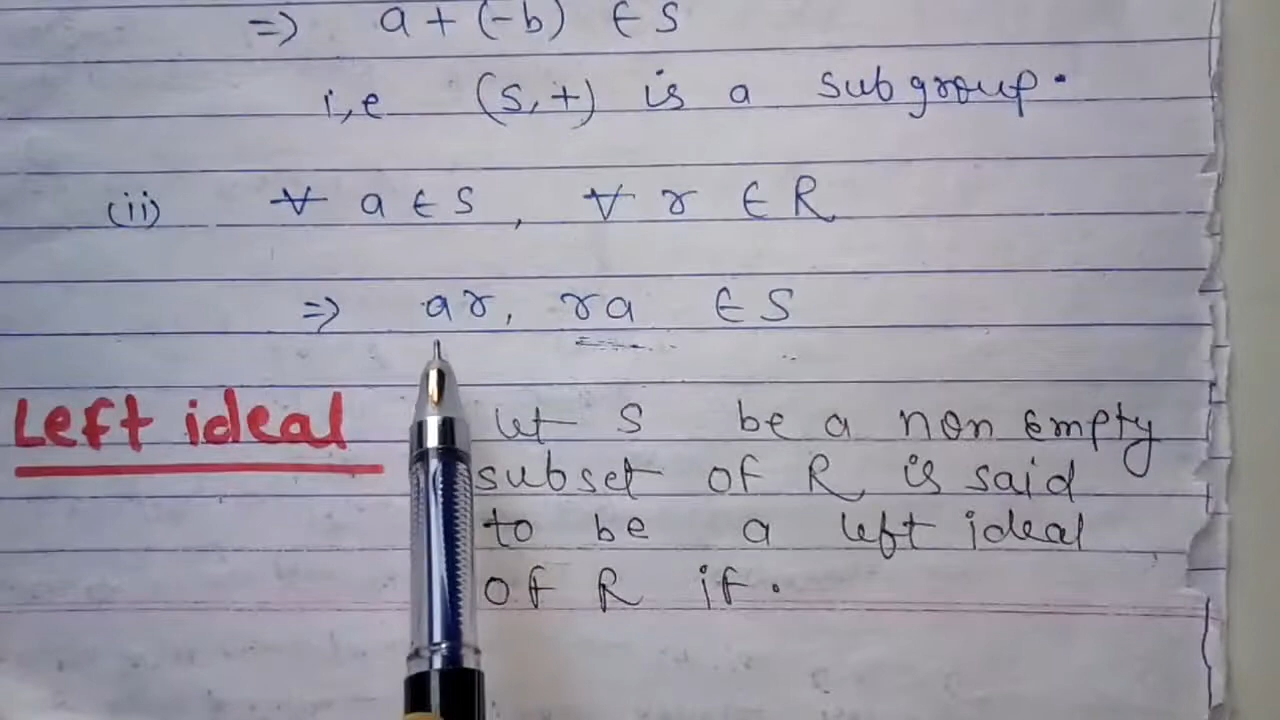 ⇒ a + (-b) ∈ S
i,e (S,+) is a subgroup.
(ii) ∀ a ∈ S, ∀ r ∈ R
⇒ ar, ra ∈ S
Left ideal Let S be a non empty
subset of R is said
to be a left ideal
of R if.